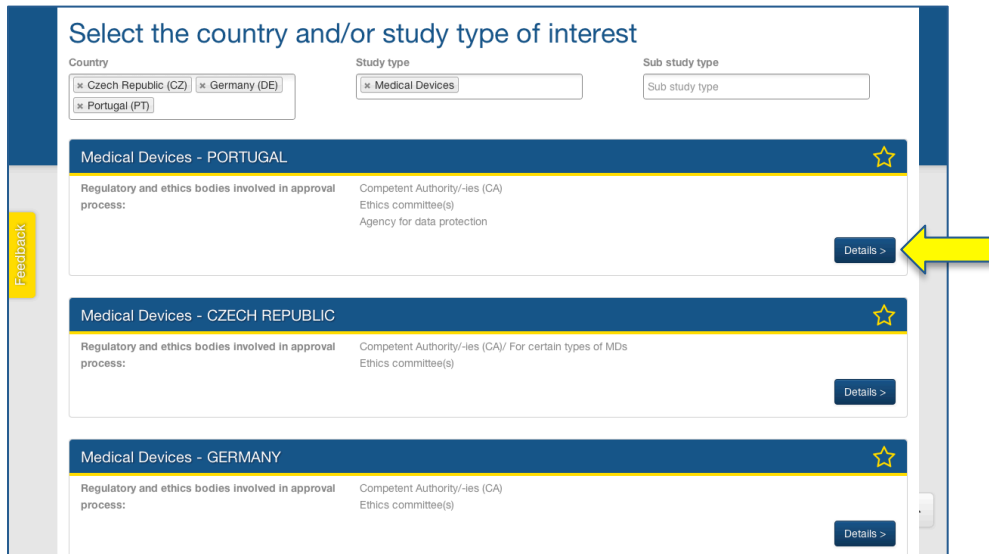 Select the country and/or study type of interest
Country
Study type
Sub study type
× Czech Republic (CZ) × Germany (DE)
× Portugal (PT)
× Medical Devices
Sub study type
Medical Devices - PORTUGAL
Regulatory and ethics bodies involved in approval
process:
Competent Authority/-ies (CA)
Ethics committee(s)
Agency for data protection
Details >
Feedback
Medical Devices - CZECH REPUBLIC
Regulatory and ethics bodies involved in approval
process:
Competent Authority/-ies (CA)/ For certain types of MDs
Ethics committee(s)
Details >
Medical Devices - GERMANY
Regulatory and ethics bodies involved in approval
process:
Competent Authority/-ies (CA)
Ethics committee(s)
Details >